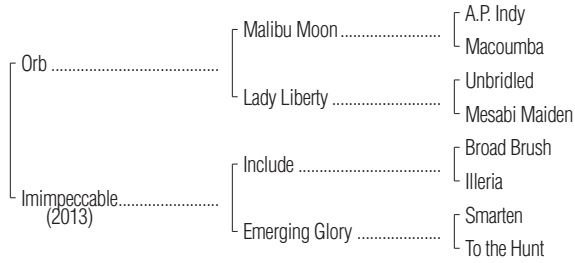 A.P. Indy
Malibu Moon ....................
Macoumba
Orb ..................................
Unbridled
Lady Liberty ......................
Mesabi Maiden
Broad Brush
Include .............................
Illeria
Imimpeccable....................
(2013)
Smarten
Emerging Glory .................
To the Hunt